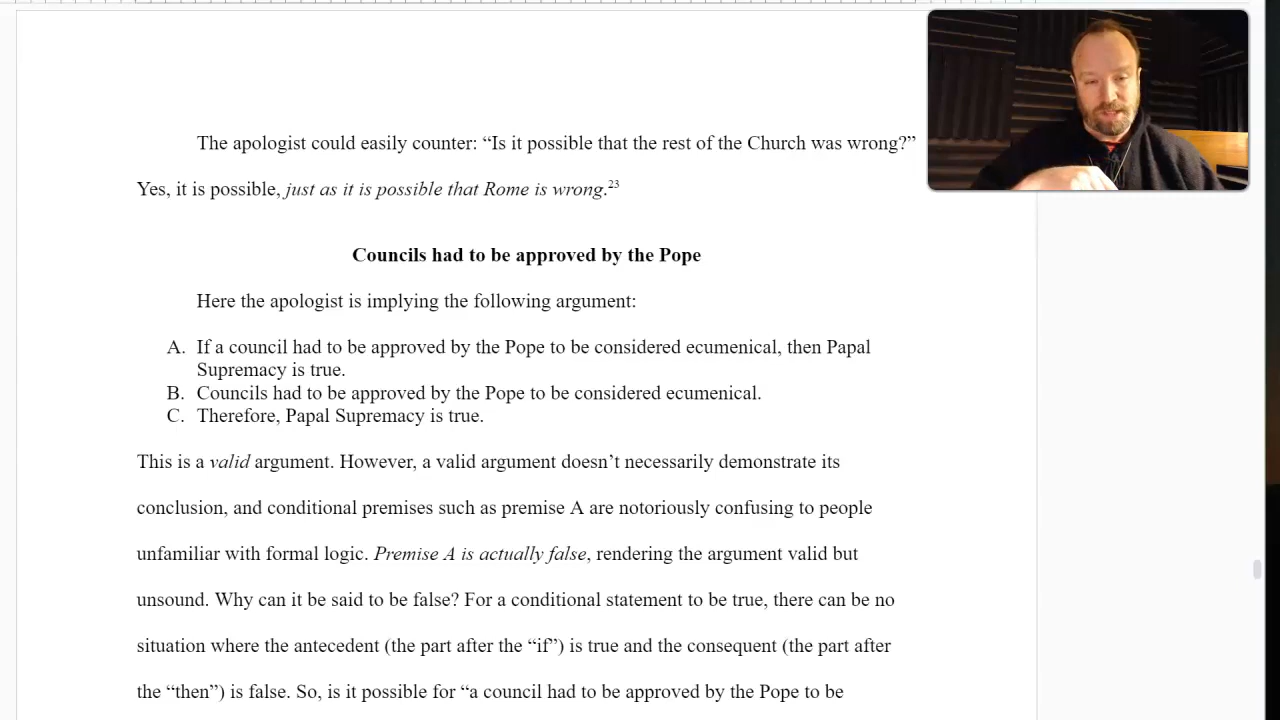 The apologist could easily counter: “Is it possible that the rest of the Church was wrong?”
Yes, it is possible, just as it is possible that Rome is wrong.23
Councils had to be approved by the Pope
Here the apologist is implying the following argument:
A. If a council had to be approved by the Pope to be considered ecumenical, then Papal
Supremacy is true.
B. Councils had to be approved by the Pope to be considered ecumenical.
C. Therefore, Papal Supremacy is true.
This is a valid argument. However, a valid argument doesn’t necessarily demonstrate its
conclusion, and conditional premises such as premise A are notoriously confusing to people
unfamiliar with formal logic. Premise A is actually false, rendering the argument valid but
unsound. Why can it be said to be false? For a conditional statement to be true, there can be no
situation where the antecedent (the part after the “if”) is true and the consequent (the part after
the “then”) is false. So, is it possible for “a council had to be approved by the Pope to be